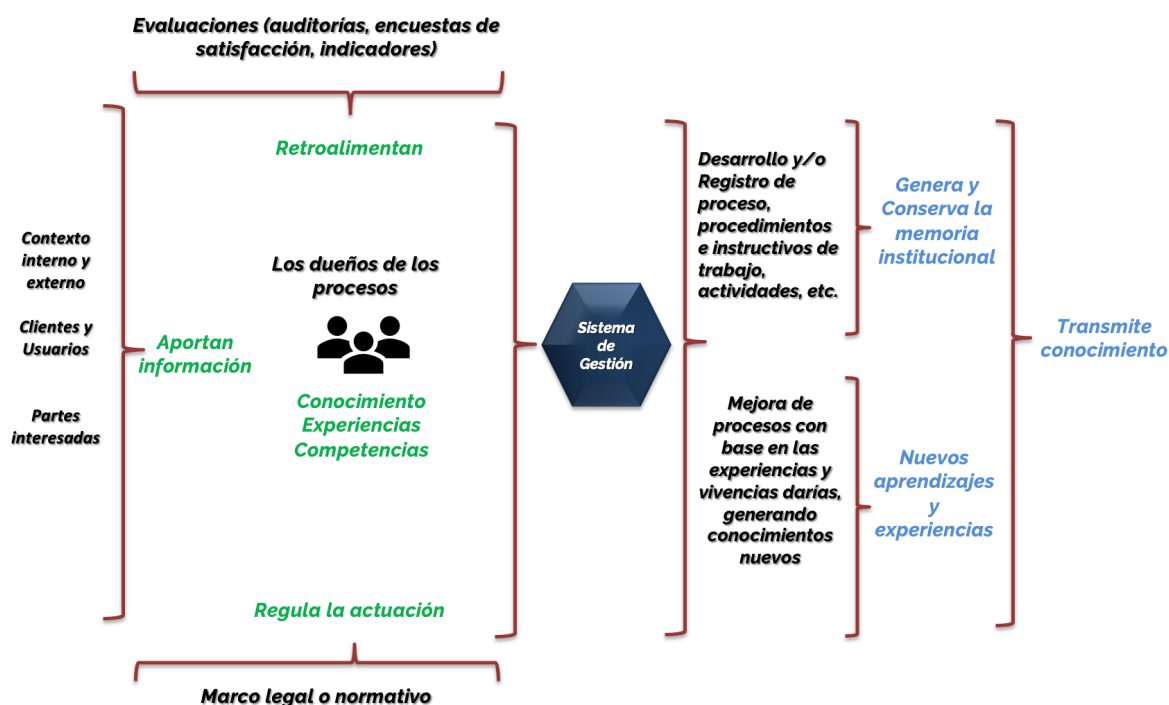 Evaluaciones (auditorías, encuestas de
satisfacción, indicadores)
Retroalimentan
Contexto
interno y
externo
Clientes y
Usuarios
Partes
interesadas
Aportan
información
Los dueños de los
procesos
Conocimiento
Experiencias
Competencias
Regula la actuación
Marco legal o normativo
Sistema
de
Gestión
Desarrollo y/o
Registro de
proceso,
procedimientos
e instructivos de
trabajo,
actividades, etc.
Genera y
Conserva la
memoria
institucional
Mejora de
procesos con
base en las
experiencias y
vivencias darías,
generando
conocimientos
nuevos
Nuevos
aprendizajes
y
experiencias
Transmite
conocimiento